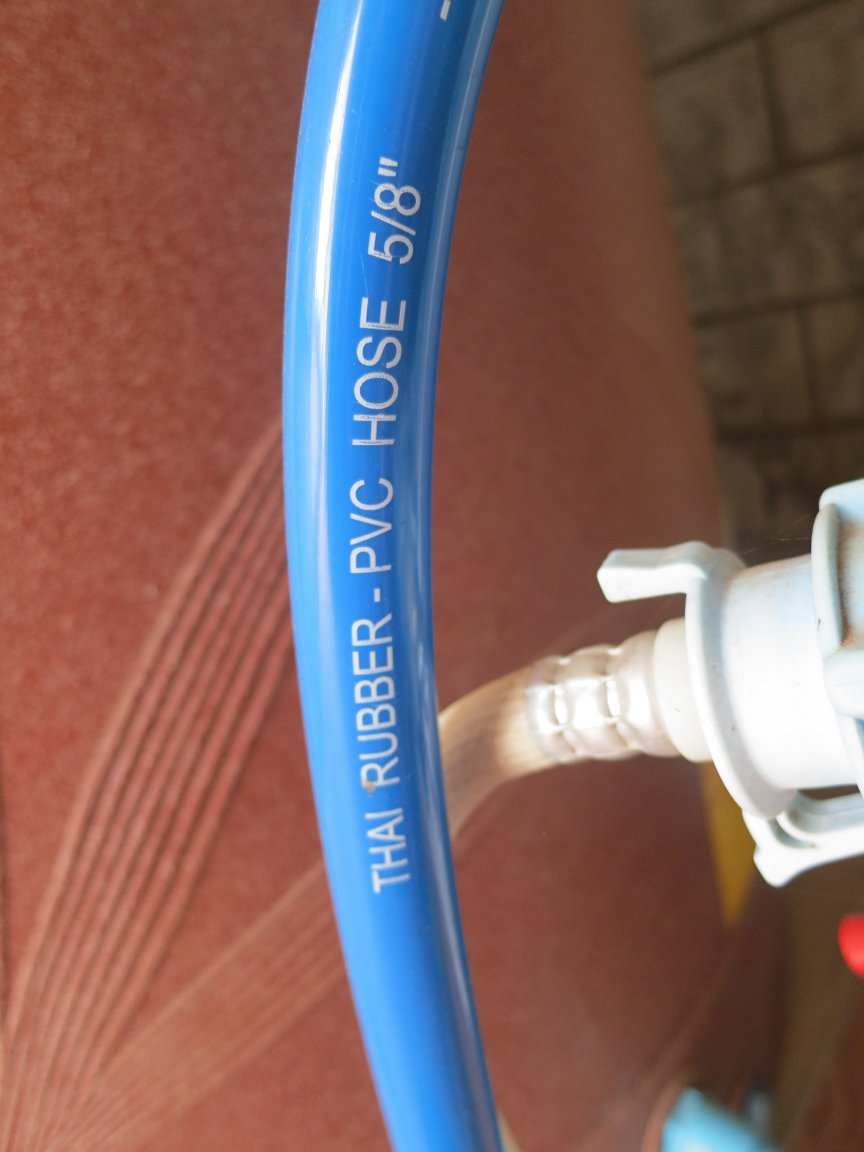 THAI RUBBER - PVC HOSE 5/8"